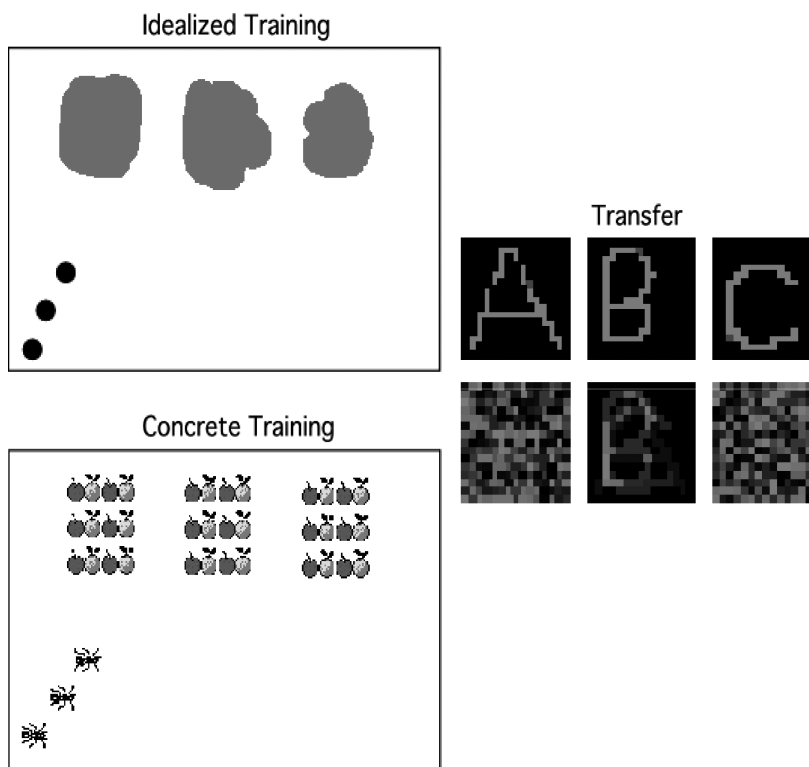 Idealized Training
Transfer
A B C
B
Concrete Training